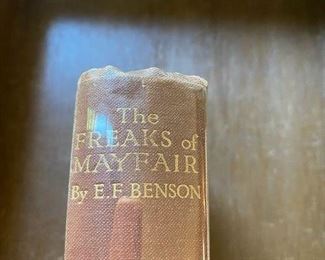 The
FREAKS of
MAYFAIR
By E.F. BENSON